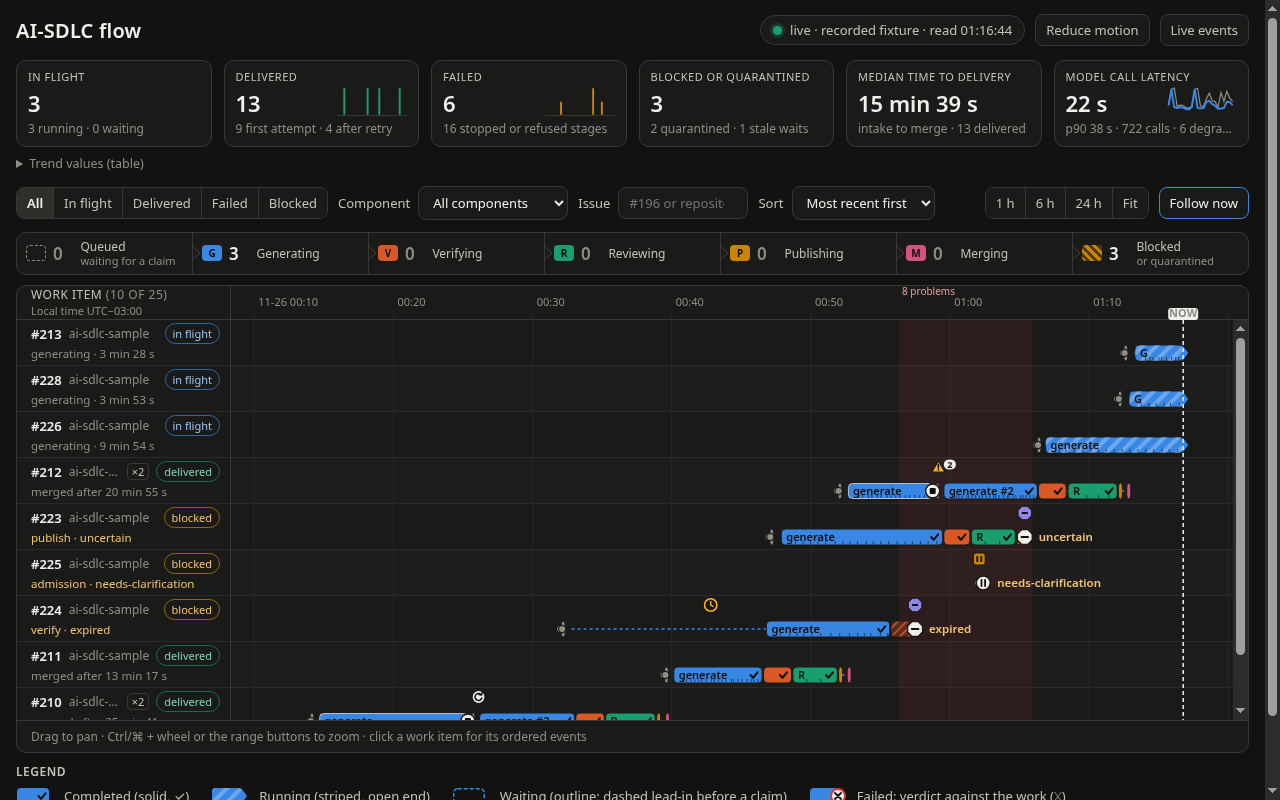 AI-SDLC flow
live · recorded fixture · read 01:16:44
Reduce motion
Live events
IN FLIGHT
3
3 running · 0 waiting
DELIVERED
13
9 first attempt · 4 after retry
FAILED
6
16 stopped or refused stages
BLOCKED OR QUARANTINED
3
2 quarantined · 1 stale waits
MEDIAN TIME TO DELIVERY
15 min 39 s
intake to merge · 13 delivered
MODEL CALL LATENCY
22 s
p90 38 s · 722 calls · 6 degra...
Trend values (table)
All
In flight
Delivered
Failed
Blocked
Component
All components
Issue
#196 or reposit
Sort
Most recent first
1 h
6 h
24 h
Fit
Follow now
0 Queued
waiting for a claim
G 3 Generating
V 0 Verifying
R 0 Reviewing
P 0 Publishing
M 0 Merging
3 Blocked
or quarantined
WORK ITEM (10 OF 25)
Local time UTC−03:00
8 problems
11-26 00:10 00:20 00:30 00:40 00:50 01:00 01:10
NOW
#213 ai-sdlc-sample in flight
generating · 3 min 28 s
G
#228 ai-sdlc-sample in flight
generating · 3 min 53 s
G
#226 ai-sdlc-sample in flight
generating · 9 min 54 s
generate
#212 ai-sdlc-... ×2 delivered
merged after 20 min 55 s
2
generate generate #2 R
#223 ai-sdlc-sample blocked
publish · uncertain
generate R uncertain
#225 ai-sdlc-sample blocked
admission · needs-clarification
needs-clarification
#224 ai-sdlc-sample blocked
verify · expired
generate expired
#211 ai-sdlc-sample delivered
merged after 13 min 17 s
generate R
#210 ai-sdlc-... ×2 delivered
Drag to pan · Ctrl/⌘ + wheel or the range buttons to zoom · click a work item for its ordered events
LEGEND
Completed (solid, ✓)
Running (striped, open end)
Waiting (outline; dashed lead-in before a claim)
Failed: verdict against the work (X)